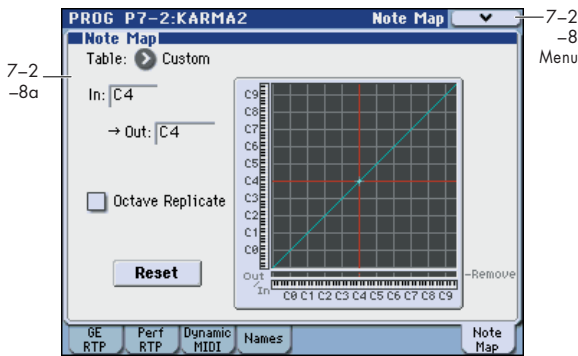 PROG P7-2:KARMA2 Note Map
7-2
-8
Menu
Note Map
Table: Custom
7-2
-8a
In: C4
→ Out: C4
Octave Replicate
Reset
C9
C8
C7
C6
C5
C4
C3
C2
C1
C0
Out
/In
-Remove
C0 C1 C2 C3 C4 C5 C6 C7 C8 C9
GE RTP
Perf RTP
Dynamic MIDI
Names
Note Map